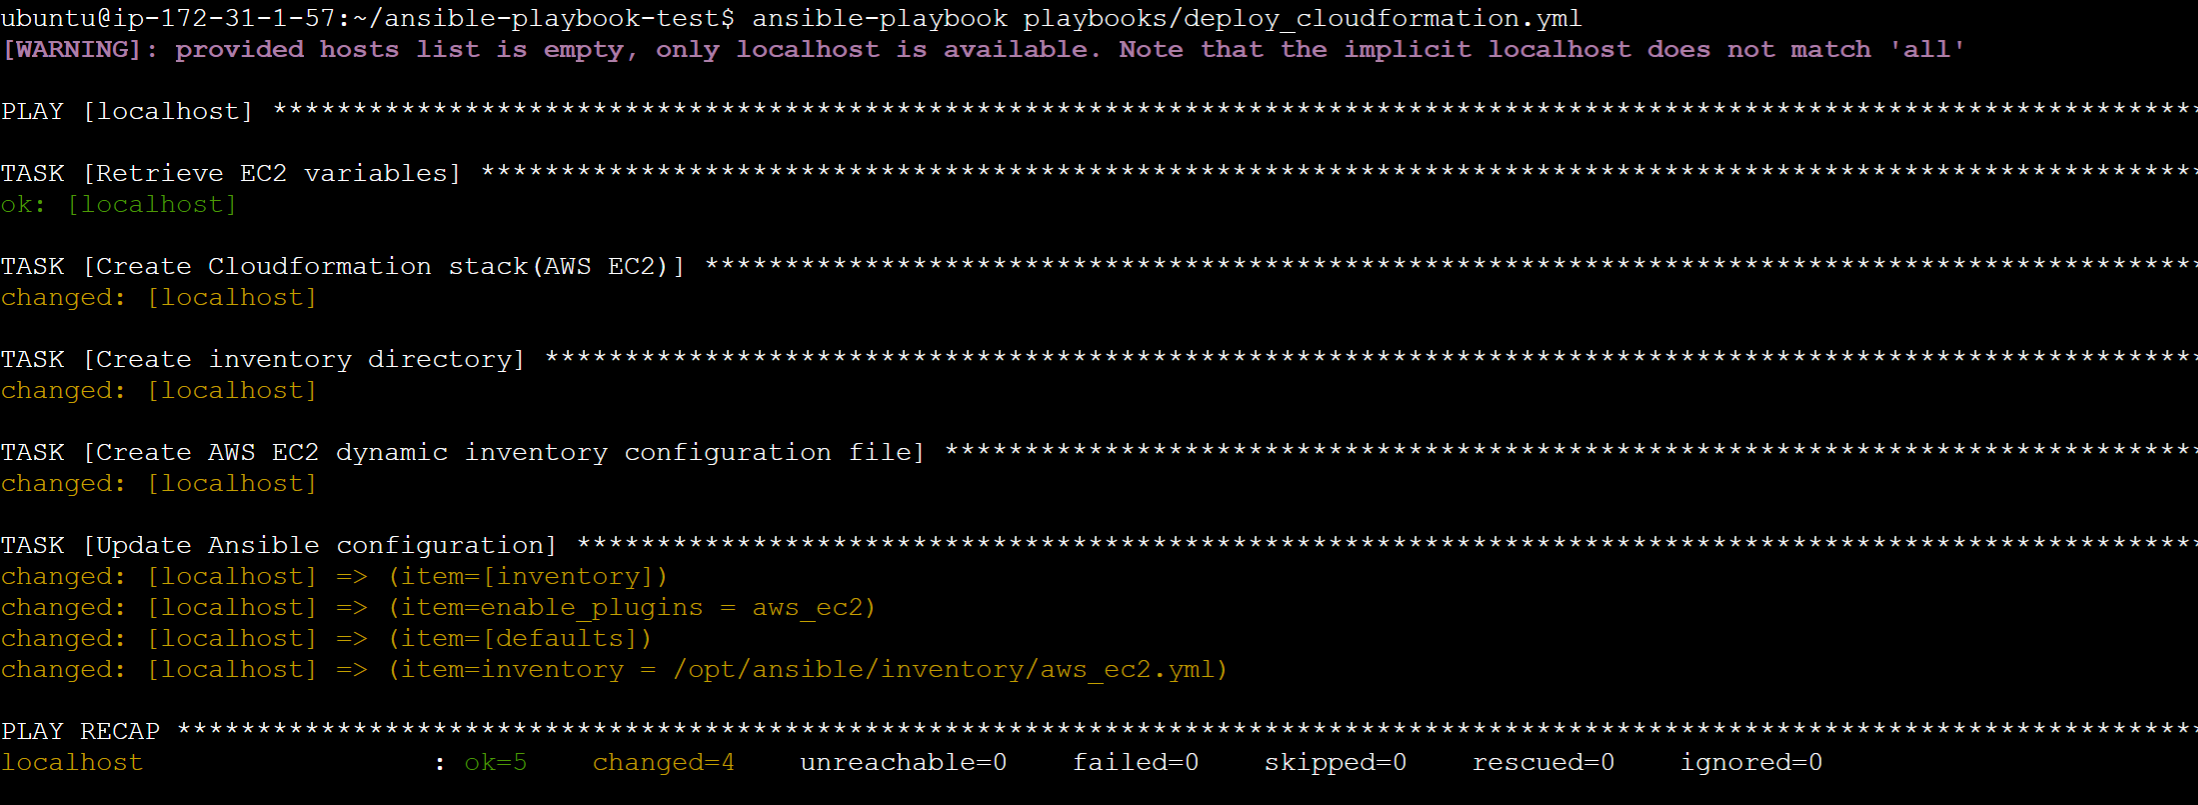 ubuntu@ip-172-31-1-57:~/ansible-playbook-test$ ansible-playbook playbooks/deploy_cloudformation.yml
[WARNING]: provided hosts list is empty, only localhost is available. Note that the implicit localhost does not match 'all'
PLAY [localhost] *************************************************************************************************************************
TASK [Retrieve EC2 variables] ************************************************************************************************************
ok: [localhost]
TASK [Create Cloudformation stack(AWS EC2)] **********************************************************************************************
changed: [localhost]
TASK [Create inventory directory] ********************************************************************************************************
changed: [localhost]
TASK [Create AWS EC2 dynamic inventory configuration file] *******************************************************************************
changed: [localhost]
TASK [Update Ansible configuration] ******************************************************************************************************
changed: [localhost] => (item=[inventory])
changed: [localhost] => (item=enable_plugins = aws_ec2)
changed: [localhost] => (item=[defaults])
changed: [localhost] => (item=inventory = /opt/ansible/inventory/aws_ec2.yml)
PLAY RECAP *******************************************************************************************************************************
localhost                  : ok=5    changed=4    unreachable=0    failed=0    skipped=0    rescued=0    ignored=0